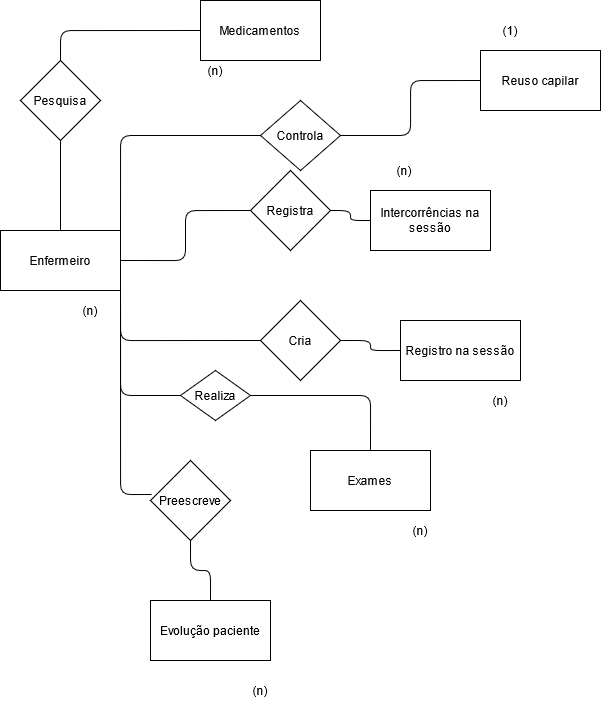 Medicamentos
(1)
(n)
Reuso capilar
Pesquisa
Controla
(n)
Registra
Intercorrências na
sessão
Enfermeiro
(n)
Cria
Registro na sessão
Realiza
(n)
Exames
Preescreve
(n)
Evolução paciente
(n)